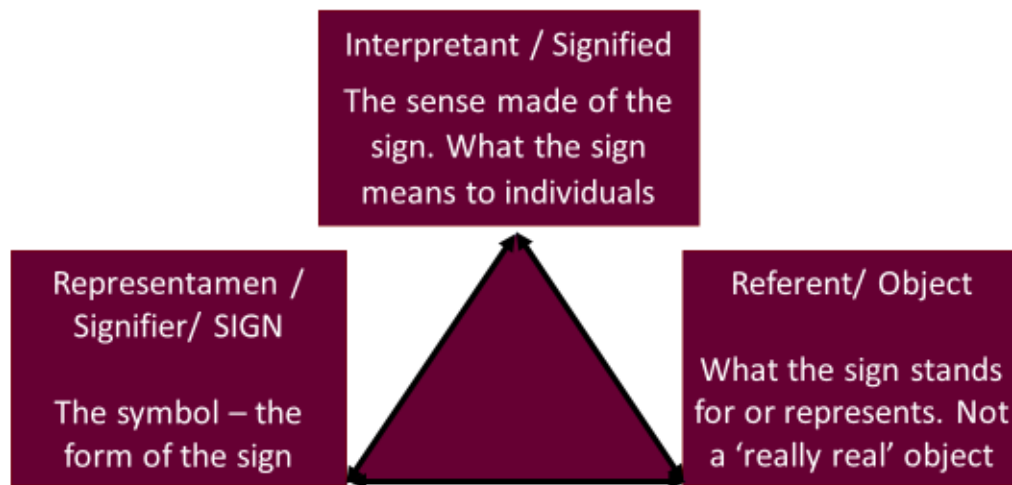 Interpretant / Signified
The sense made of the
sign. What the sign
means to individuals
Representamen /
Signifier/ SIGN
The symbol – the
form of the sign
Referent/ Object
What the sign stands
for or represents. Not
a ‘really real’ object